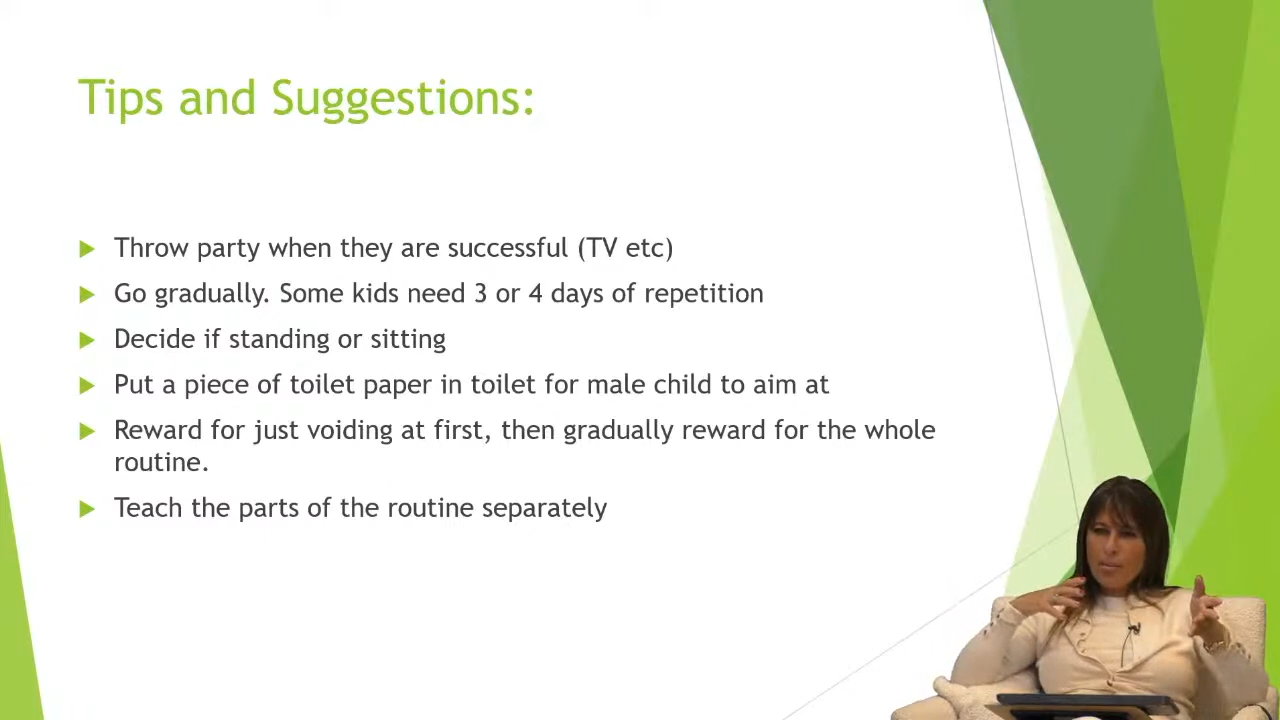 Tips and Suggestions:
Throw party when they are successful (TV etc)
Go gradually. Some kids need 3 or 4 days of repetition
Decide if standing or sitting
Put a piece of toilet paper in toilet for male child to aim at
Reward for just voiding at first, then gradually reward for the whole
routine.
Teach the parts of the routine separately